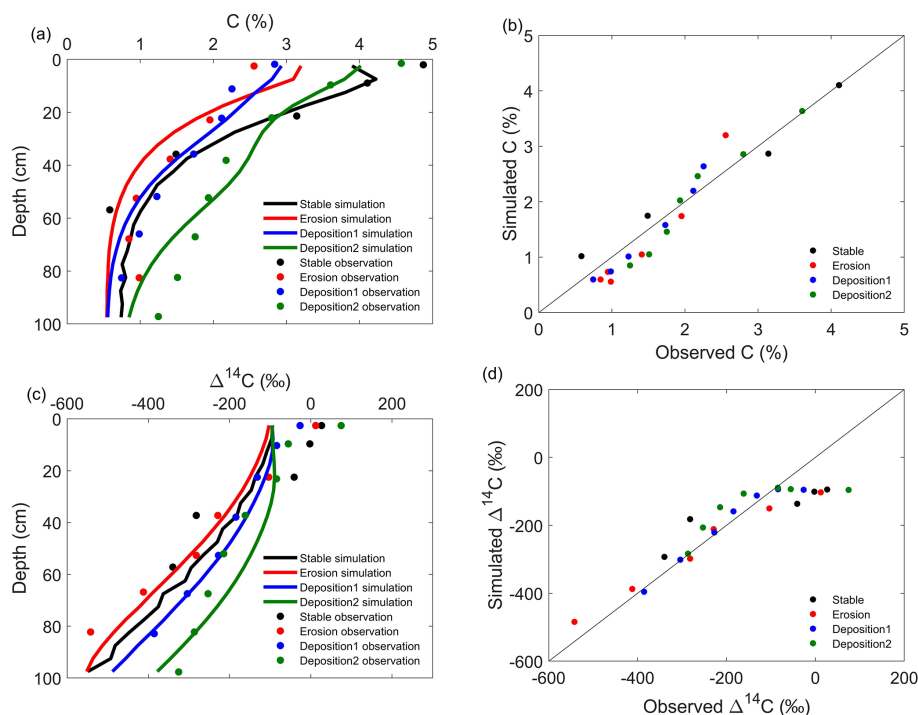 (a)
C (%)
0 1 2 3 4 5
0
20
40
60
80
100
Depth (cm)
Stable simulation
Erosion simulation
Deposition1 simulation
Deposition2 simulation
Stable observation
Erosion observation
Deposition1 observation
Deposition2 observation
(b)
5
4
3
2
1
0
Simulated C (%)
Stable
Erosion
Deposition1
Deposition2
0 1 2 3 4 5
Observed C (%)
(c)
Δ¹⁴C (‰)
-600 -400 -200 0 200
0
20
40
60
80
100
Depth (cm)
Stable simulation
Erosion simulation
Deposition1 simulation
Deposition2 simulation
Stable observation
Erosion observation
Deposition1 observation
Deposition2 observation
(d)
200
0
-200
-400
-600
Simulated Δ¹⁴C (‰)
Stable
Erosion
Deposition1
Deposition2
-600 -400 -200 0 200
Observed Δ¹⁴C (‰)